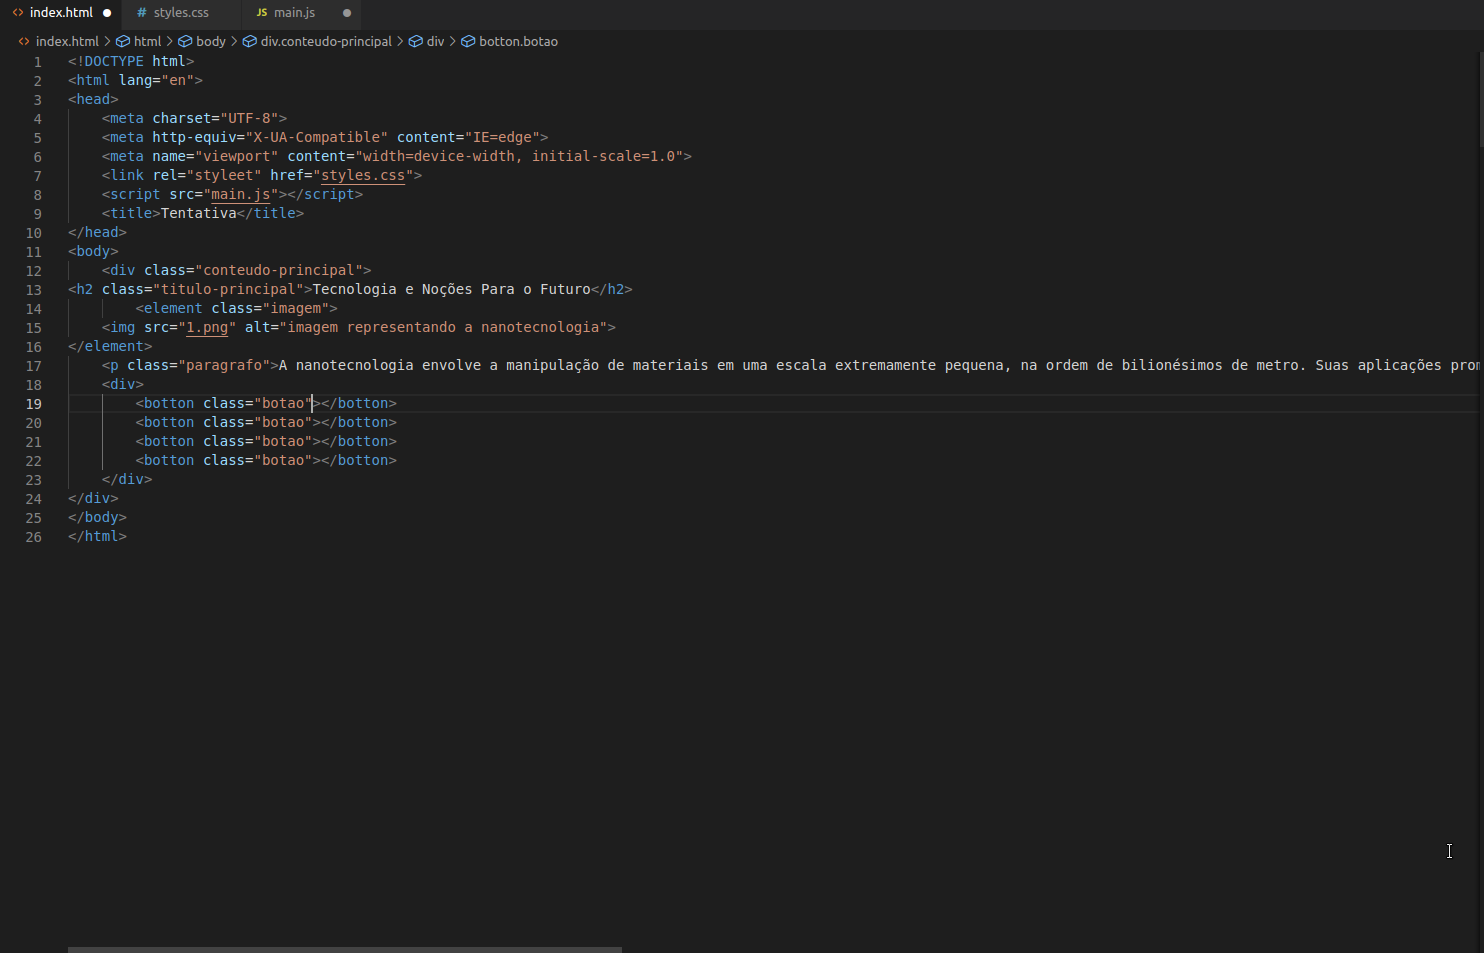 index.html
styles.css
JS main.js
index.html > html > body > div.conteudo-principal > div > botton.botao
1 <!DOCTYPE html>
2 <html lang="en">
3 <head>
4 <meta charset="UTF-8">
5 <meta http-equiv="X-UA-Compatible" content="IE=edge">
6 <meta name="viewport" content="width=device-width, initial-scale=1.0">
7 <link rel="styleet" href="styles.css">
8 <script src="main.js"></script>
9 <title>Tentativa</title>
10 </head>
11 <body>
12 <div class="conteudo-principal">
13 <h2 class="titulo-principal">Tecnologia e Noções Para o Futuro</h2>
14 <element class="imagem">
15 <img src="1.png" alt="imagem representando a nanotecnologia">
16 </element>
17 <p class="paragrafo">A nanotecnologia envolve a manipulação de materiais em uma escala extremamente pequena, na ordem de bilionésimos de metro. Suas aplicações
18 <div>
19 <botton class="botao"></botton>
20 <botton class="botao"></botton>
21 <botton class="botao"></botton>
22 <botton class="botao"></botton>
23 </div>
24 </div>
25 </body>
26 </html>